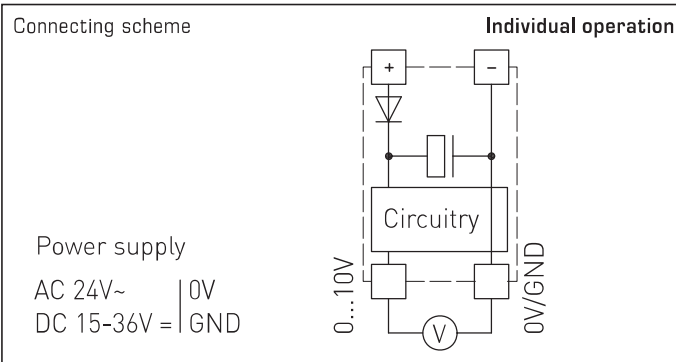 Connecting scheme
Individual operation
+
-
Circuitry
Power supply
AC 24V~ | 0V
DC 15-36V = | GND
0...10V
0V/GND
V